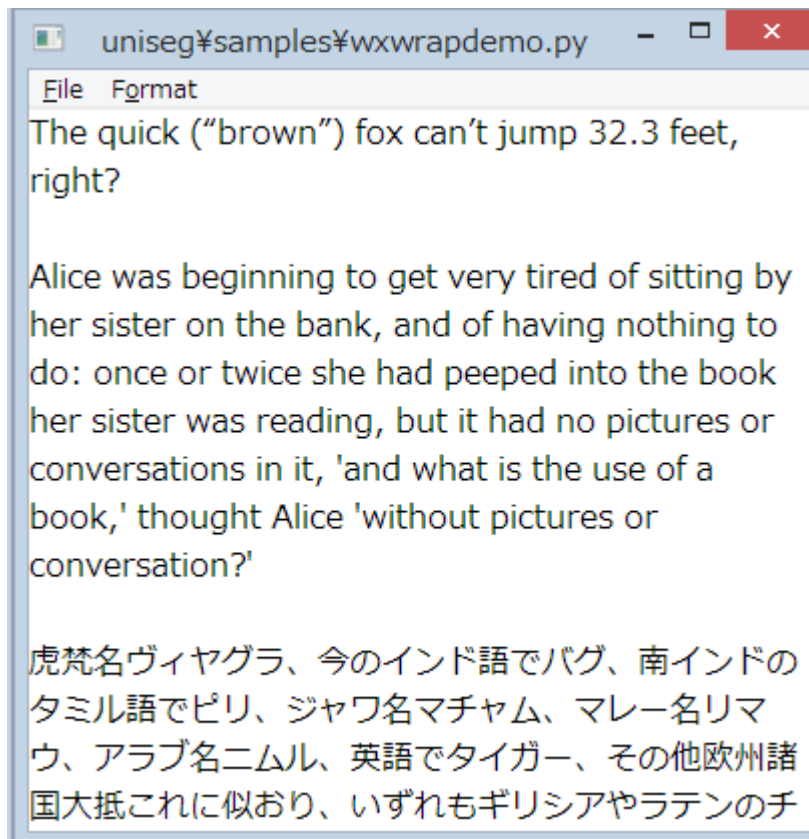 uniseg¥samples¥wxwrapdemo.py
File Format
The quick (“brown”) fox can’t jump 32.3 feet,
right?
Alice was beginning to get very tired of sitting by
her sister on the bank, and of having nothing to
do: once or twice she had peeped into the book
her sister was reading, but it had no pictures or
conversations in it, 'and what is the use of a
book,' thought Alice 'without pictures or
conversation?'
虎梵名ヴィヤグラ、今のインド語でバグ、南インドの
タミル語でピリ、ジャワ名マチャム、マレー名リマ
ウ、アラブ名ニムル、英語でタイガー、その他欧州諸
国大抵これに似おり、いずれもギリシアやラテンのチ